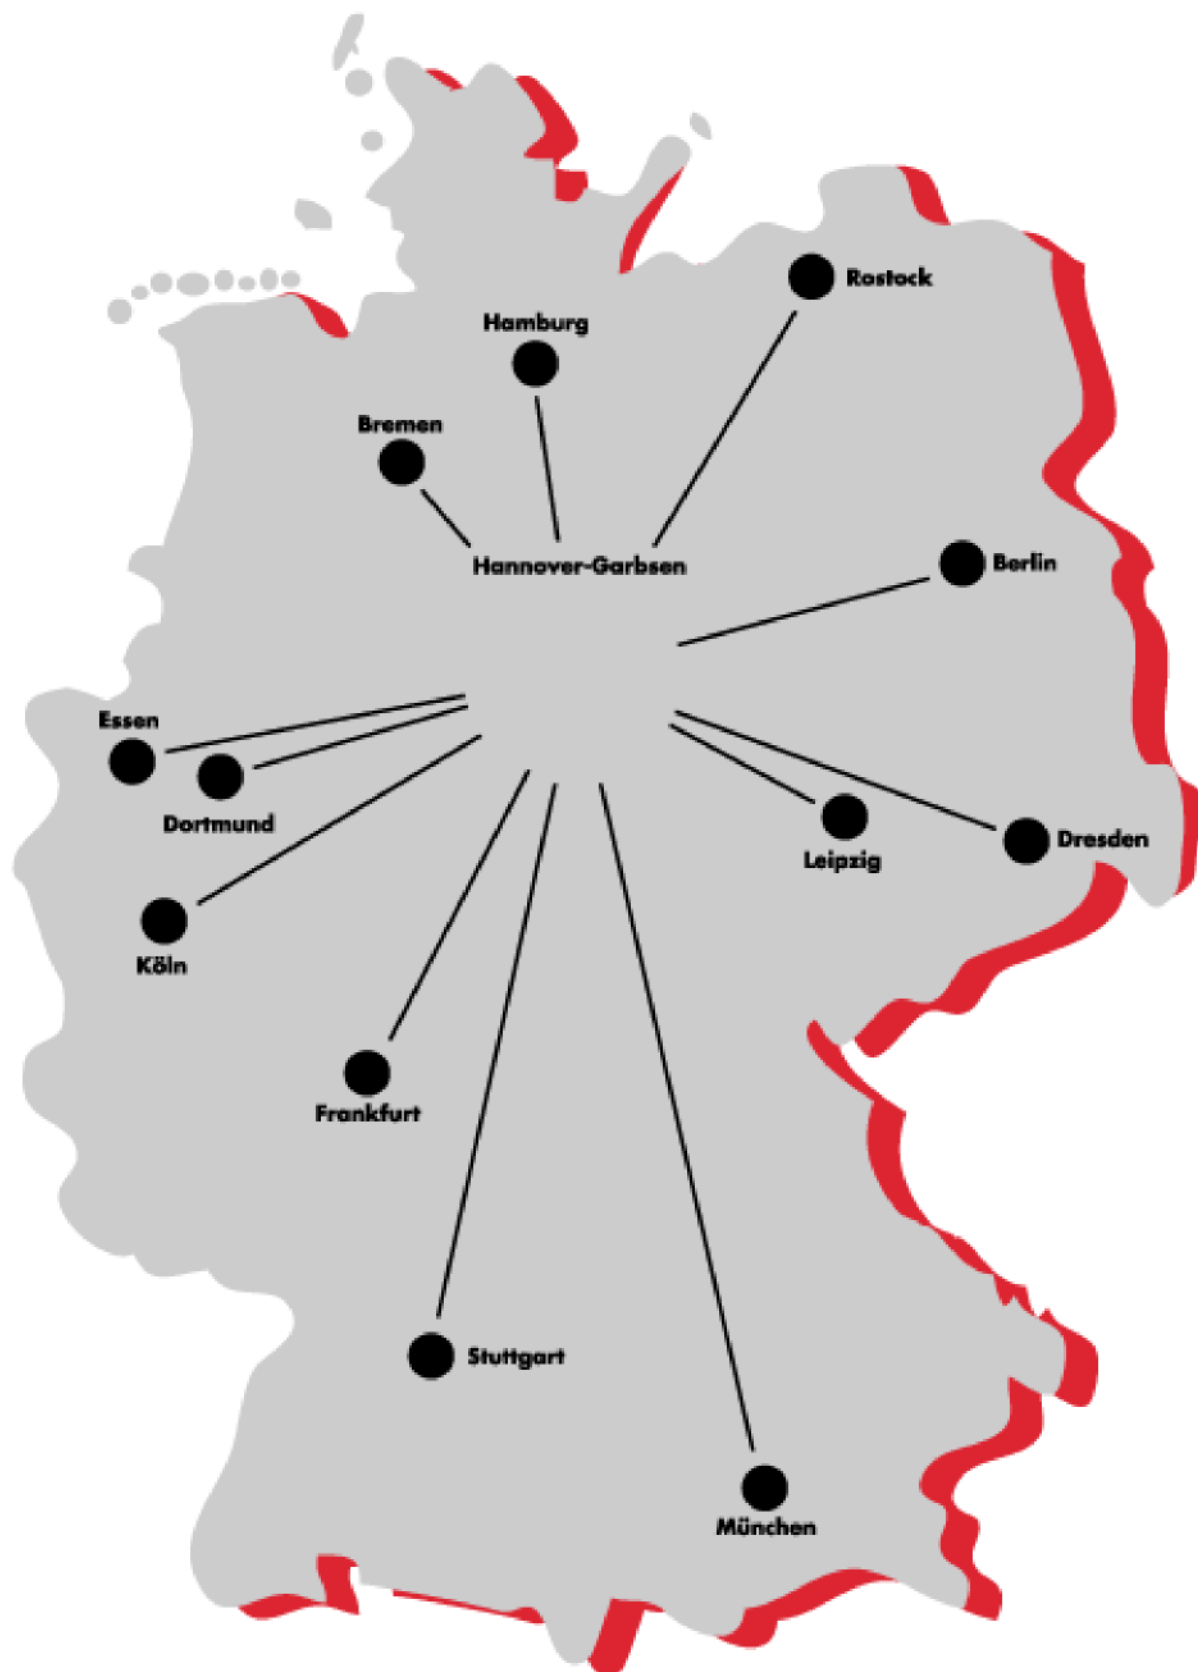 Rostock
Hamburg
Bremen
Hannover-Garbsen
Berlin
Essen
Dortmund
Leipzig
Dresden
Köln
Frankfurt
Stuttgart
München